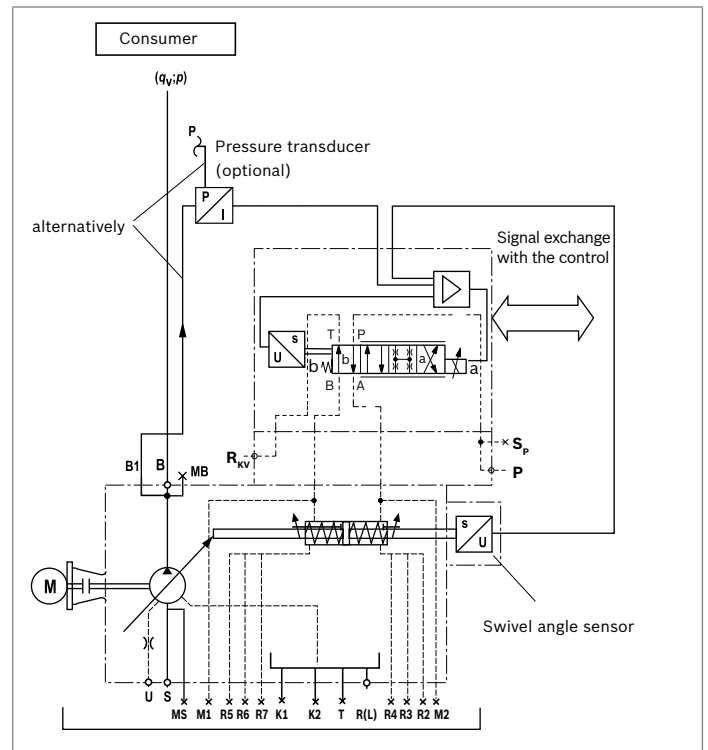 Consumer
(qV;p)
P
Pressure transducer
(optional)
P
I
alternatively
Signal exchange
with the control
T P
s
U
b b a a
B A
RKV
SP
P
B1 B MB
s
U
M
Swivel angle sensor
U S
MS M1 R5 R6 R7 K1 K2 T R(L) R4 R3 R2 M2